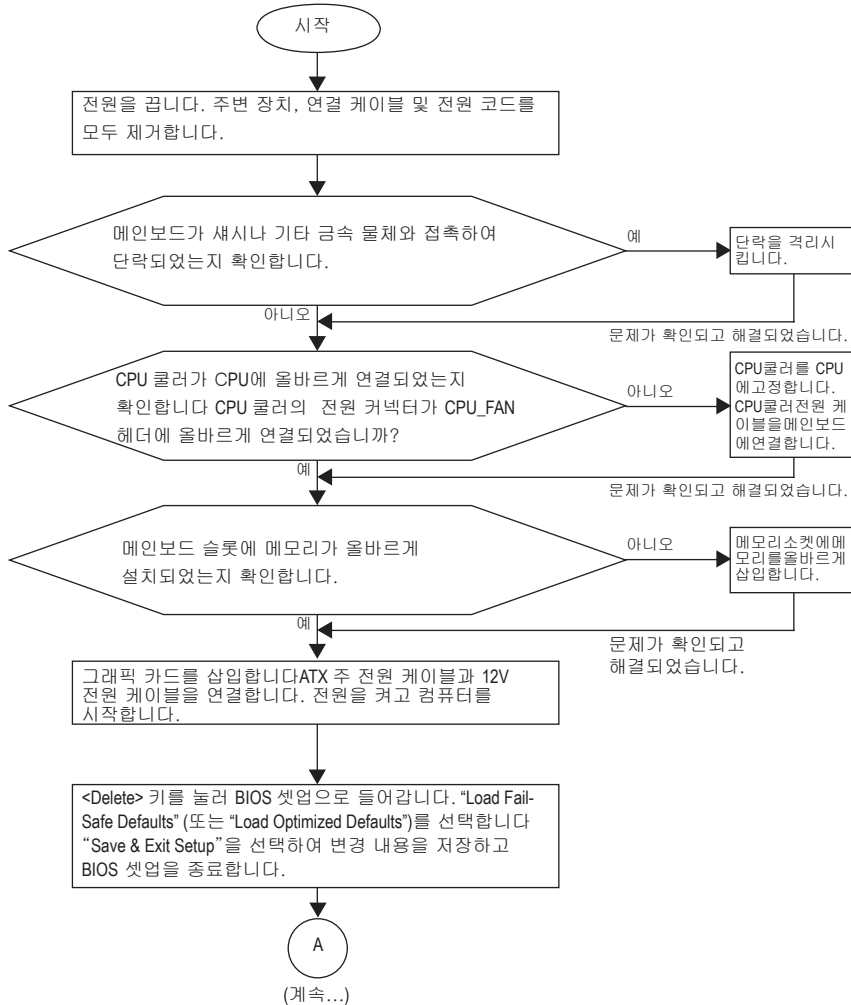 시작
전원을 끕니다. 주변 장치, 연결 케이블 및 전원 코드를
모두 제거합니다.
메인보드가 섀시나 기타 금속 물체와 접촉하여
단락되었는지 확인합니다.
예
단락을 격리시
킵니다.
아니오
문제가 확인되고 해결되었습니다.
CPU 쿨러가 CPU에 올바르게 연결되었는지
확인합니다 CPU 쿨러의 전원 커넥터가 CPU_FAN
헤더에 올바르게 연결되었습니까?
아니오
CPU쿨러를 CPU
에고정합니다.
CPU쿨러전원 케
이블을메인보드
에연결합니다.
예
문제가 확인되고 해결되었습니다.
메인보드 슬롯에 메모리가 올바르게
설치되었는지 확인합니다.
아니오
메모리소켓에메
모리를올바르게
삽입합니다.
예
문제가 확인되고
해결되었습니다.
그래픽 카드를 삽입합니다ATX 주 전원 케이블과 12V
전원 케이블을 연결합니다. 전원을 켜고 컴퓨터를
시작합니다.
<Delete> 키를 눌러 BIOS 셋업으로 들어갑니다. “Load Fail-
Safe Defaults” (또는 “Load Optimized Defaults”)를 선택합니다
“Save & Exit Setup”을 선택하여 변경 내용을 저장하고
BIOS 셋업을 종료합니다.
A
(계속...)